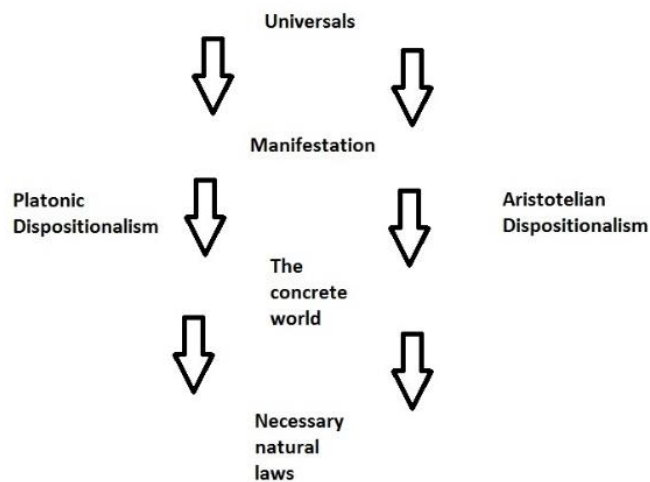 Universals
Manifestation
Platonic
Dispositionalism
Aristotelian
Dispositionalism
The
concrete
world
Necessary
natural
laws